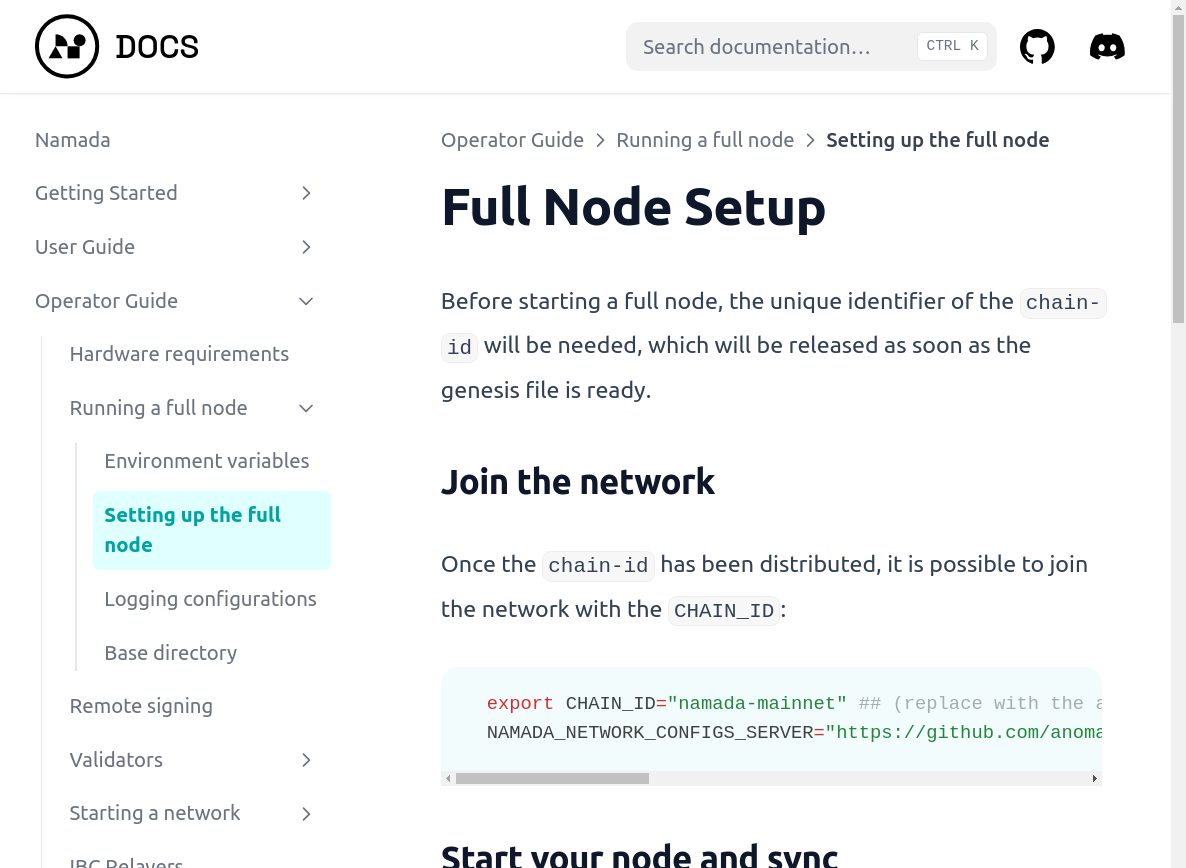 DOCS
Search documentation…
CTRL K
Namada
Getting Started
User Guide
Operator Guide
Hardware requirements
Running a full node
Environment variables
Setting up the full
node
Logging configurations
Base directory
Remote signing
Validators
Starting a network
IBC Relayers
Operator Guide > Running a full node > Setting up the full node
Full Node Setup
Before starting a full node, the unique identifier of the chain-
id will be needed, which will be released as soon as the
genesis file is ready.
Join the network
Once the chain-id has been distributed, it is possible to join
the network with the CHAIN_ID:
export CHAIN_ID="namada-mainnet" ## (replace with the a
NAMADA_NETWORK_CONFIGS_SERVER="https://github.com/anoma
Start your node and sync